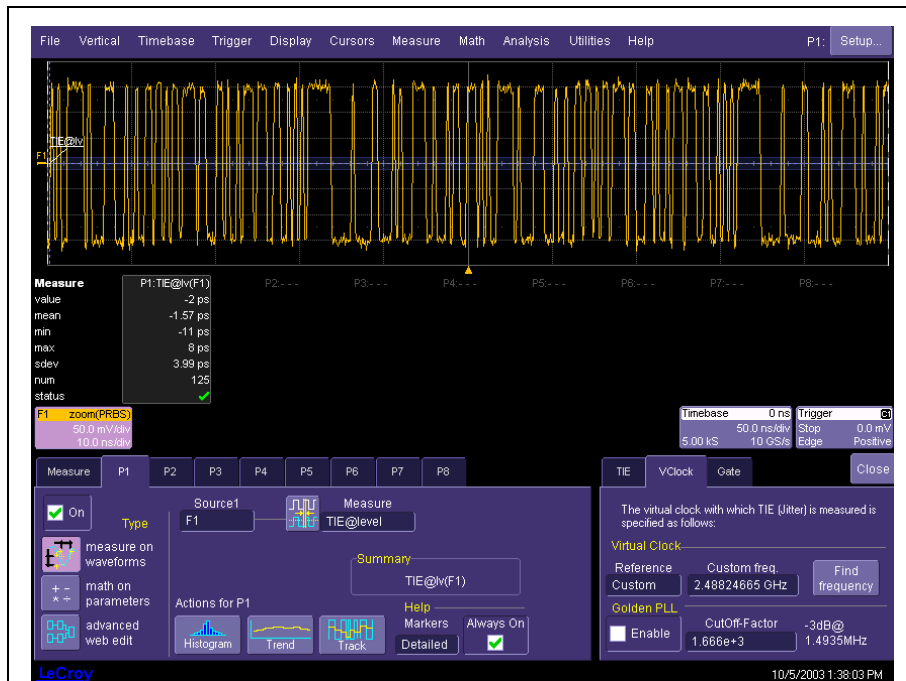 File Vertical Timebase Trigger Display Cursors Measure Math Analysis Utilities Help P1: Setup...
TIE@lv
F1
Measure P1:TIE@lv(F1) P2:- - - P3:- - - P4:- - - P5:- - - P6:- - - P7:- - - P8:- - -
value -2 ps
mean -1.57 ps
min -11 ps
max 8 ps
sdev 3.99 ps
num 125
status
F1 zoom(PRBS)
50.0 mV/div
10.0 ns/div
Timebase 0 ns
50.0 ns/div
5.00 kS 10 GS/s
Trigger C1
Stop 0.0 mV
Edge Positive
Measure P1 P2 P3 P4 P5 P6 P7 P8
On
Type
measure on
waveforms
math on
parameters
advanced
web edit
Source1
F1
Measure
TIE@level
Summary
TIE@lv(F1)
Actions for P1
Histogram Trend Track
Help
Markers Always On
Detailed
TIE VClock Gate Close
The virtual clock with which TIE (Jitter) is measured is
specified as follows:
Virtual Clock
Reference Custom freq.
Custom 2.48824665 GHz
Find
frequency
Golden PLL
Enable
CutOff-Factor
1.666e+3
-3dB@
1.4935MHz
LeCroy 10/5/2003 1:38:03 PM